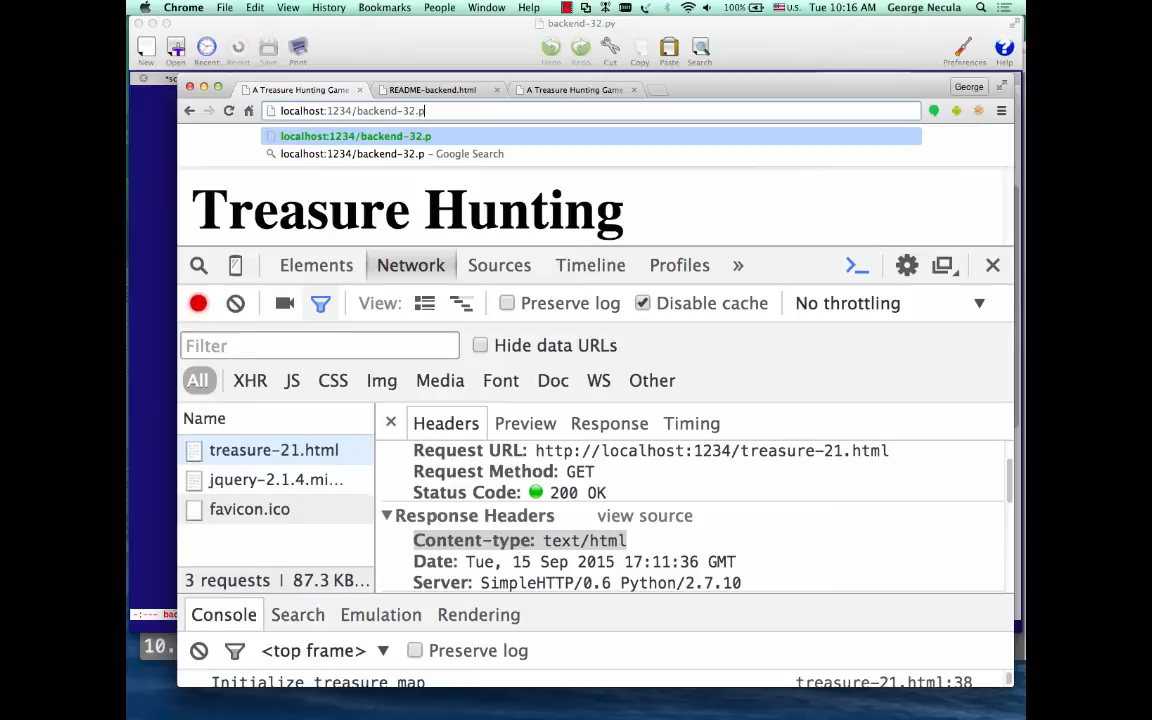 Chrome File Edit View History Bookmarks People Window Help 100% U.S. Tue 10:16 AM George Necula
backend-32.py
New Open Recent Revert Save Print Undo Redo Cut Copy Paste Search Preferences Help
A Treasure Hunting Game README-backend.html A Treasure Hunting Game George
localhost:1234/backend-32.p
localhost:1234/backend-32.p
localhost:1234/backend-32.p – Google Search
Treasure Hunting
Elements Network Sources Timeline Profiles »
View: Preserve log Disable cache No throttling
Filter Hide data URLs
All XHR JS CSS Img Media Font Doc WS Other
Name
treasure-21.html
jquery-2.1.4.mi...
favicon.ico
3 requests | 87.3 KB...
× Headers Preview Response Timing
Request URL: http://localhost:1234/treasure-21.html
Request Method: GET
Status Code: 200 OK
Response Headers view source
Content-type: text/html
Date: Tue, 15 Sep 2015 17:11:36 GMT
Server: SimpleHTTP/0.6 Python/2.7.10
-:--- bac
10.
Console Search Emulation Rendering
<top frame> Preserve log
Initialize treasure map treasure-21.html:38